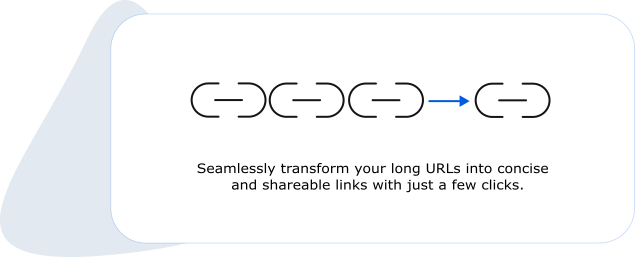 Seamlessly transform your long URLs into concise
and shareable links with just a few clicks.